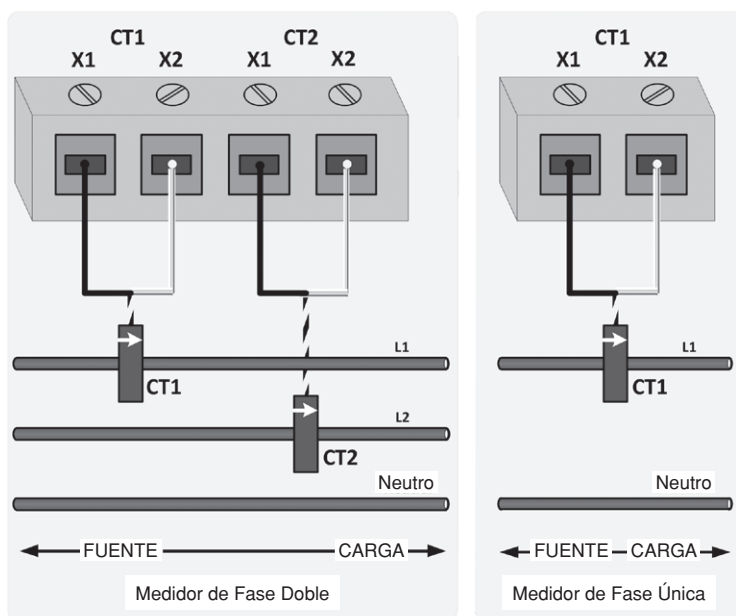 CT1 CT2
X1 X2 X1 X2
L1
CT1
L2
CT2
Neutro
FUENTE CARGA
Medidor de Fase Doble
CT1
X1 X2
L1
CT1
Neutro
FUENTE CARGA
Medidor de Fase Única